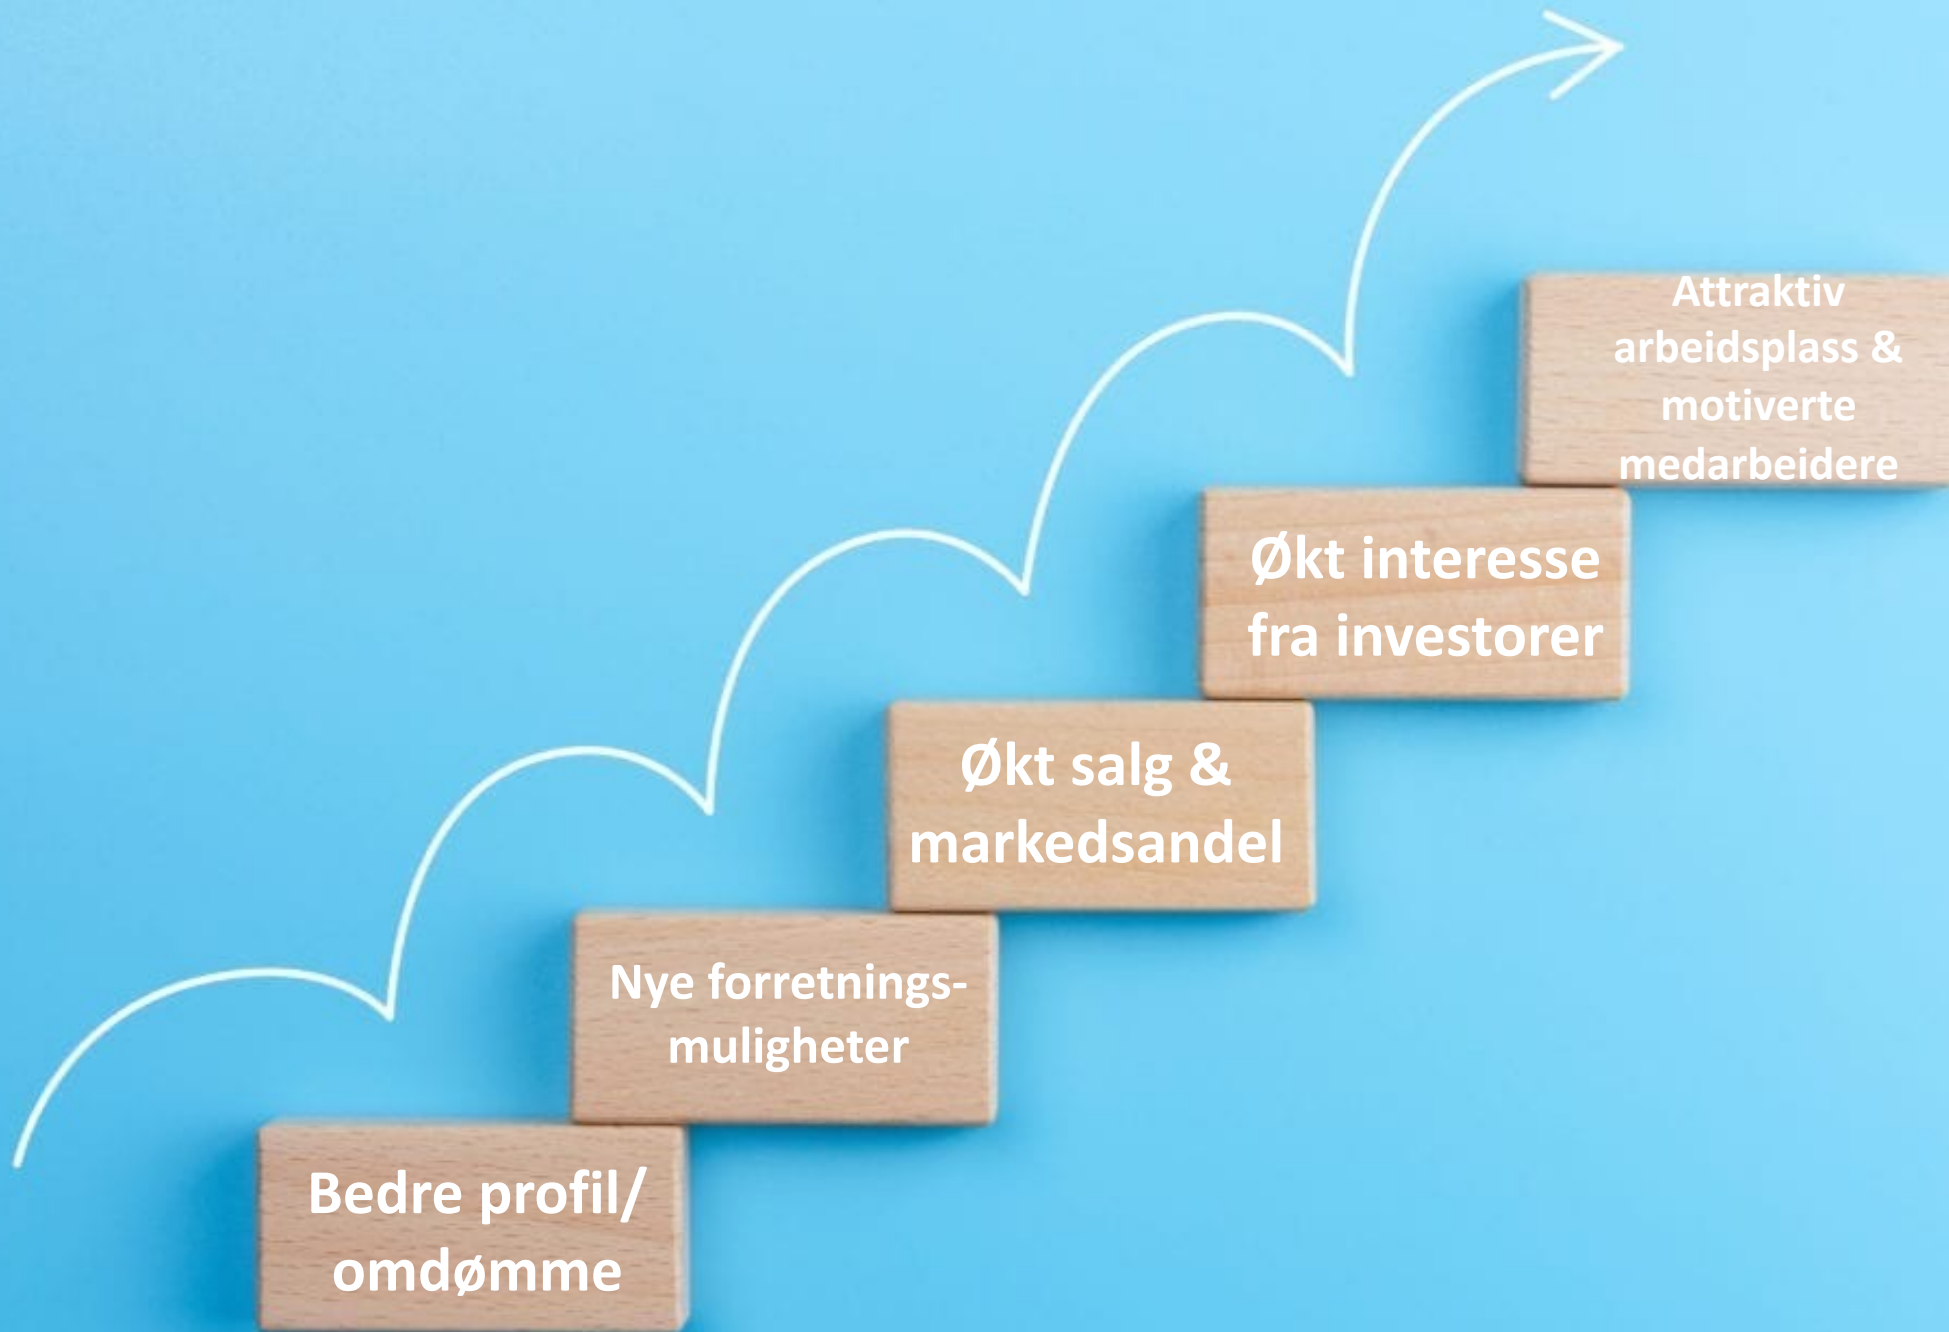 Attraktiv
arbeidsplass &
motiverte
medarbeidere
Økt interesse
fra investorer
Økt salg &
markedsandel
Nye forretnings-
muligheter
Bedre profil/
omdømme